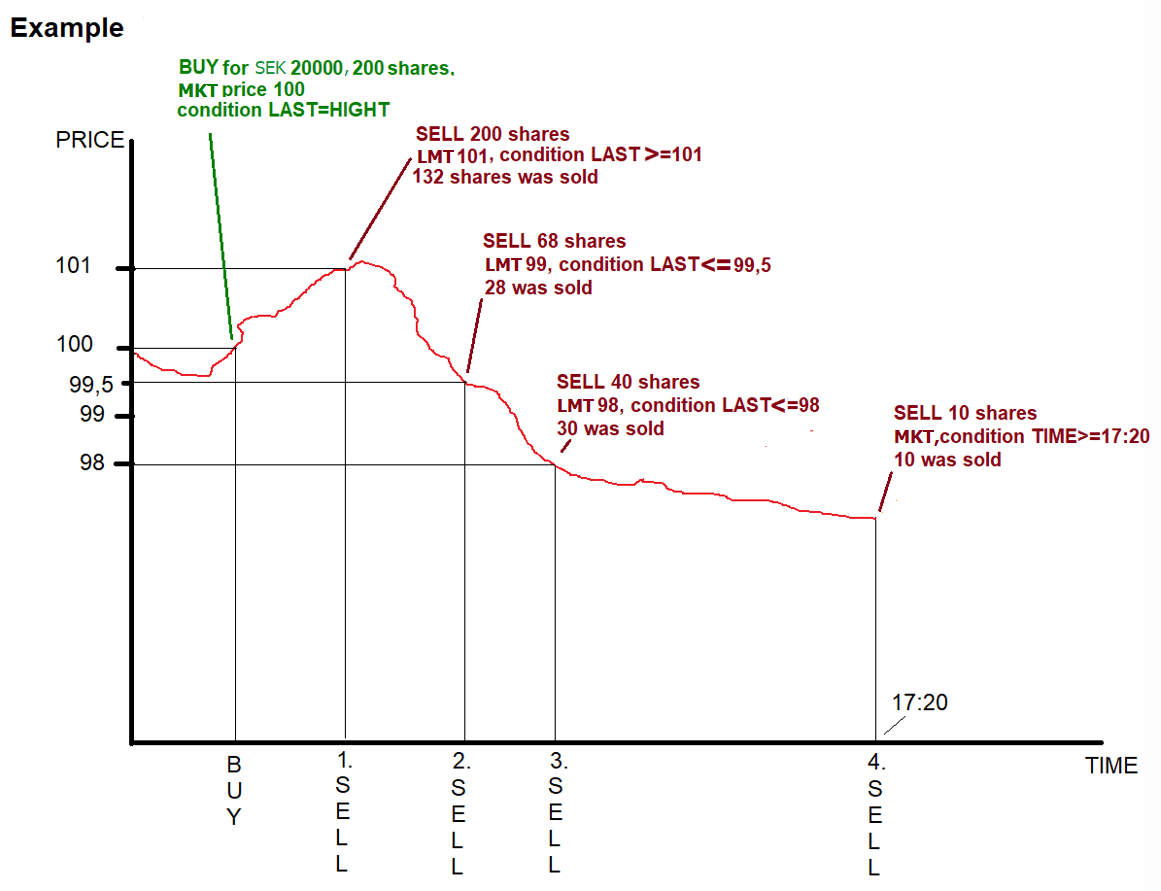 Example
BUY for SEK 20000, 200 shares.
MKT price 100
condition LAST=HIGHT
PRICE
SELL 200 shares
LMT 101, condition LAST >=101
132 shares was sold
SELL 68 shares
LMT 99, condition LAST<=99,5
28 was sold
101
100
99,5
99
98
SELL 40 shares
LMT 98, condition LAST<=98
30 was sold
SELL 10 shares
MKT,condition TIME>=17:20
10 was sold
17:20
BUY
1. SELL
2. SELL
3. SELL
4. SELL
TIME